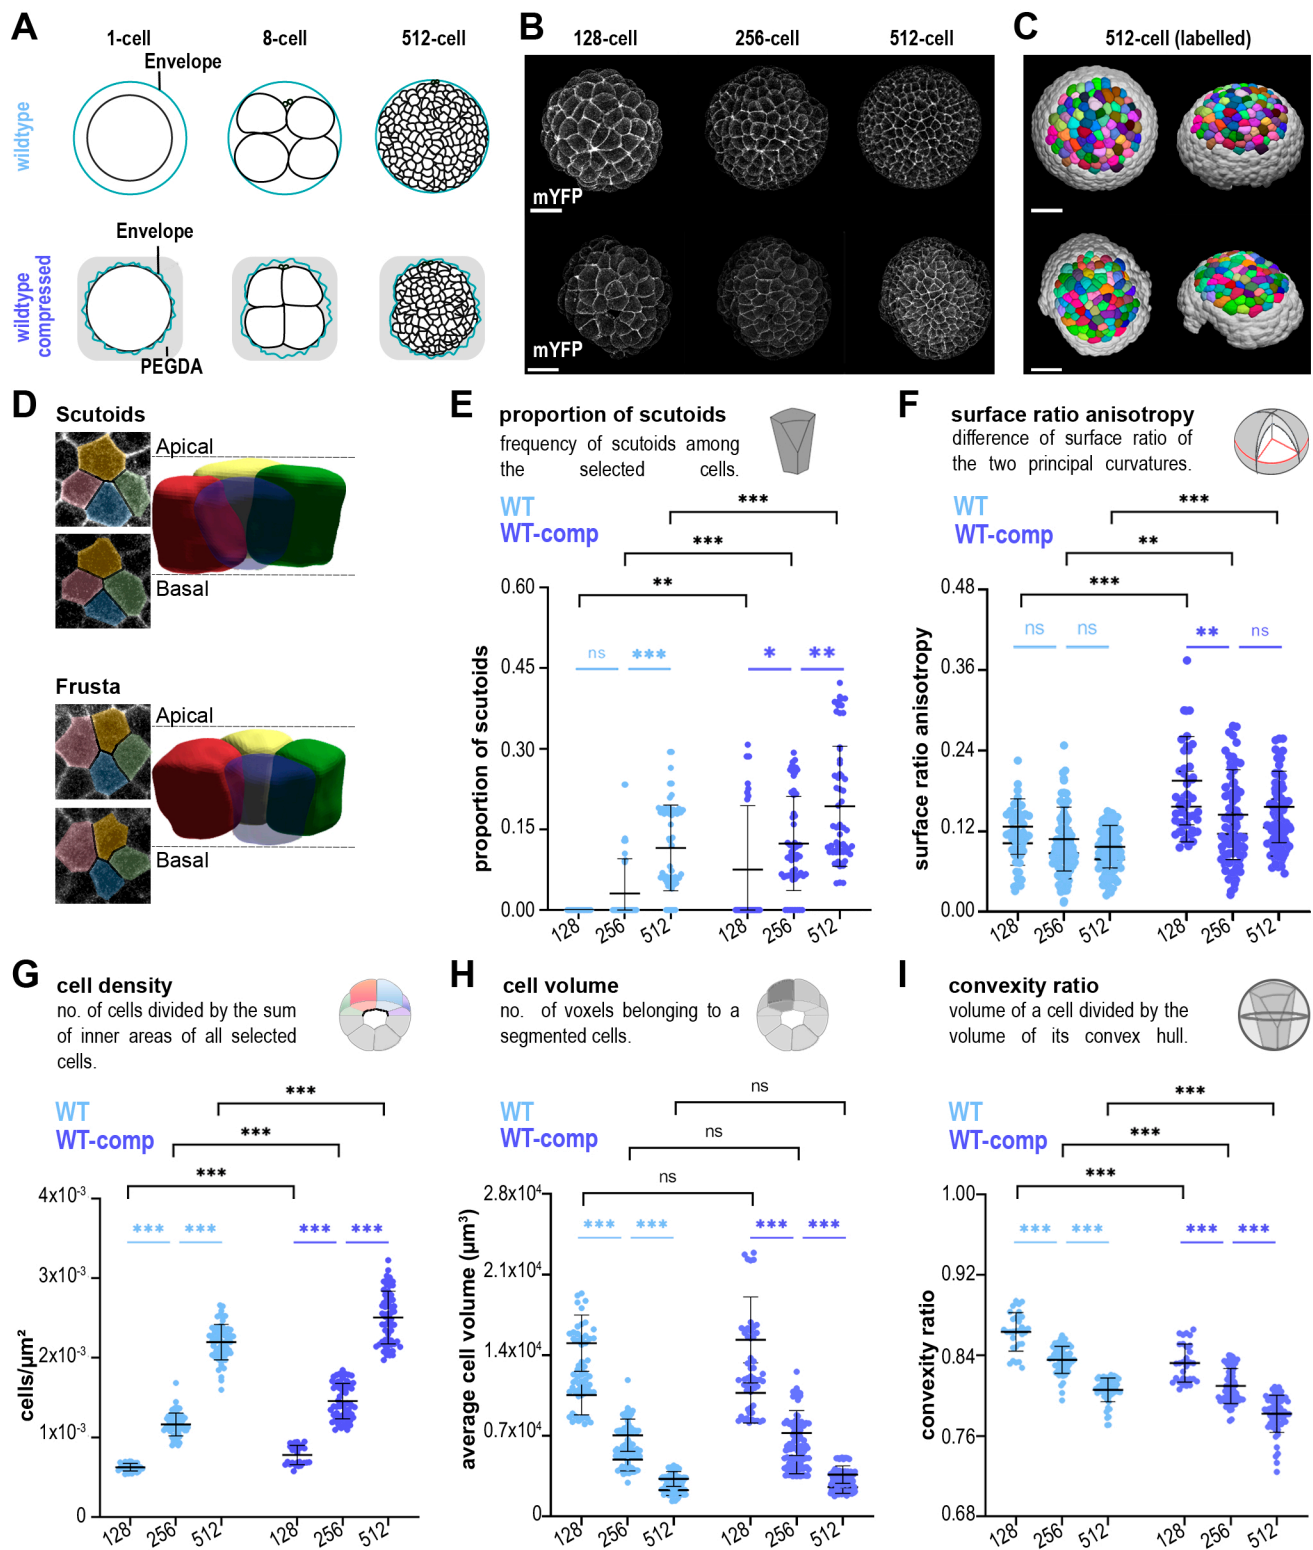 A
1-cell
8-cell
512-cell
Envelope
wildtype
Envelope
wildtype
compressed
PEGDA
B
128-cell
256-cell
512-cell
mYFP
mYFP
C
512-cell (labelled)
D
Scutoids
Apical
Basal
Frusta
Apical
Basal
E
proportion of scutoids
frequency of scutoids among
the selected cells.
WT
WT-comp
***
***
**
ns
***
*
**
proportion of scutoids
0.60
0.45
0.30
0.15
0.00
128
256
512
128
256
512
F
surface ratio anisotropy
difference of surface ratio of
the two principal curvatures.
WT
WT-comp
***
**
***
ns
ns
**
ns
surface ratio anisotropy
0.48
0.36
0.24
0.12
0.00
128
256
512
128
256
512
G
cell density
no. of cells divided by the sum
of inner areas of all selected
cells.
WT
WT-comp
***
***
***
***
***
***
***
cells/µm²
4x10⁻³
3x10⁻³
2x10⁻³
1x10⁻³
0
128
256
512
128
256
512
H
cell volume
no. of voxels belonging to a
segmented cells.
WT
WT-comp
ns
ns
ns
***
***
***
***
average cell volume (µm³)
2.8x10⁴
2.1x10⁴
1.4x10⁴
0.7x10⁴
0
128
256
512
128
256
512
I
convexity ratio
volume of a cell divided by the
volume of its convex hull.
WT
WT-comp
***
***
***
***
***
***
***
convexity ratio
1.00
0.92
0.84
0.76
0.68
128
256
512
128
256
512